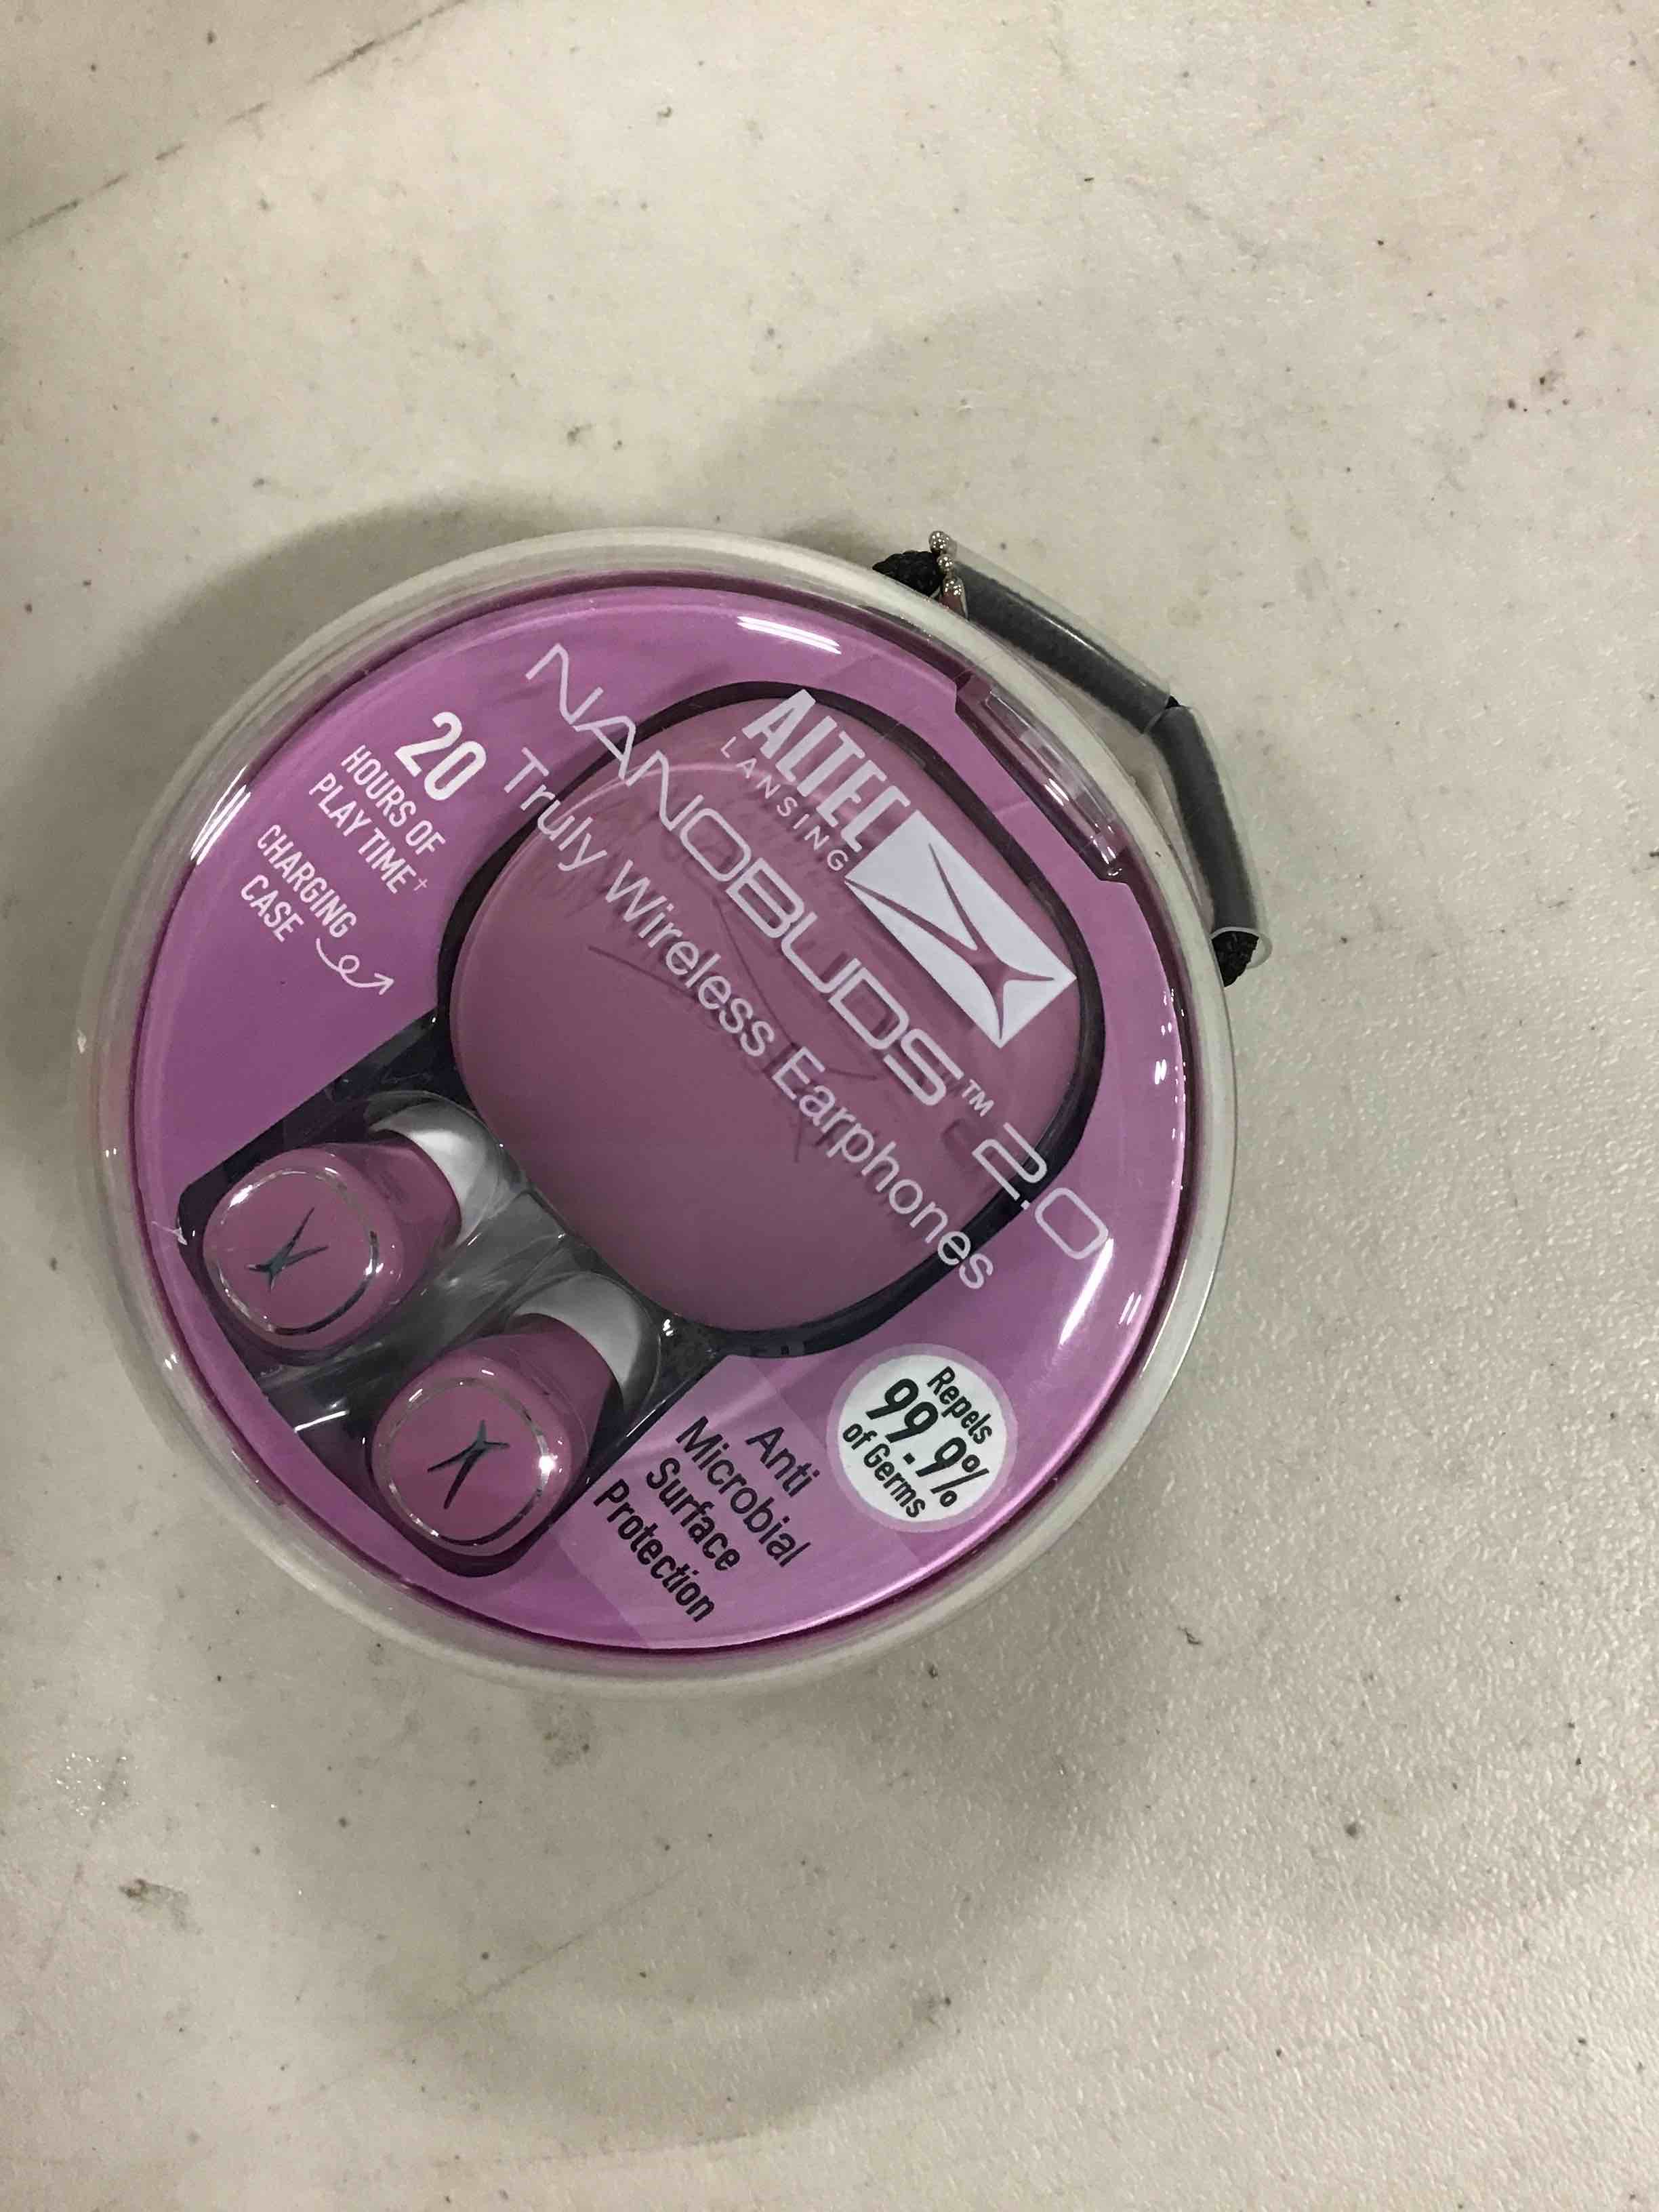 ALTEC
LANSING
NANOBUDS™ 2.0
Truly Wireless Earphones
20
HOURS OF
PLAY TIME†
CHARGING
CASE
Repels
99.9%
of Germs
Anti
Microbial
Surface
Protection